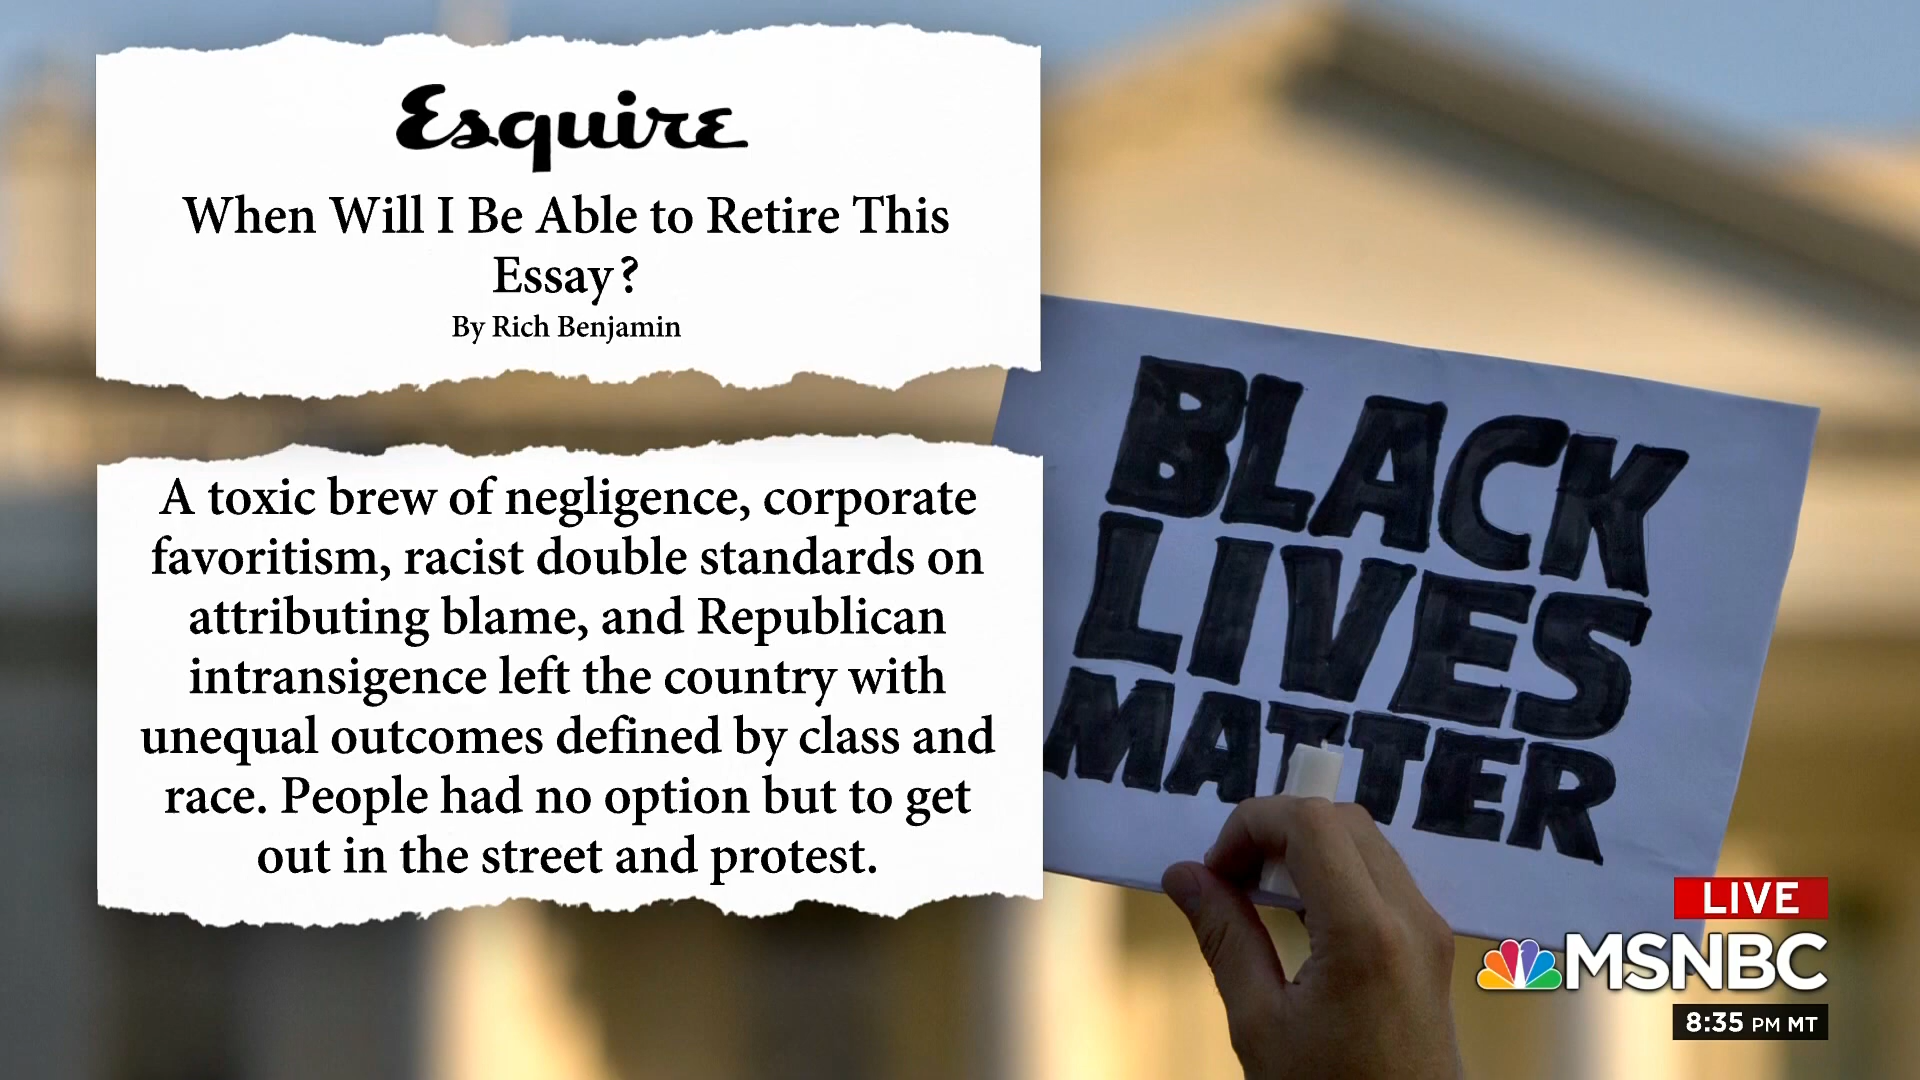 Esquire
When Will I Be Able to Retire This
Essay?
By Rich Benjamin
A toxic brew of negligence, corporate
favoritism, racist double standards on
attributing blame, and Republican
intransigence left the country with
unequal outcomes defined by class and
race. People had no option but to get
out in the street and protest.
BLACK
LIVES
MATTER
LIVE
MSNBC
8:35 PM MT